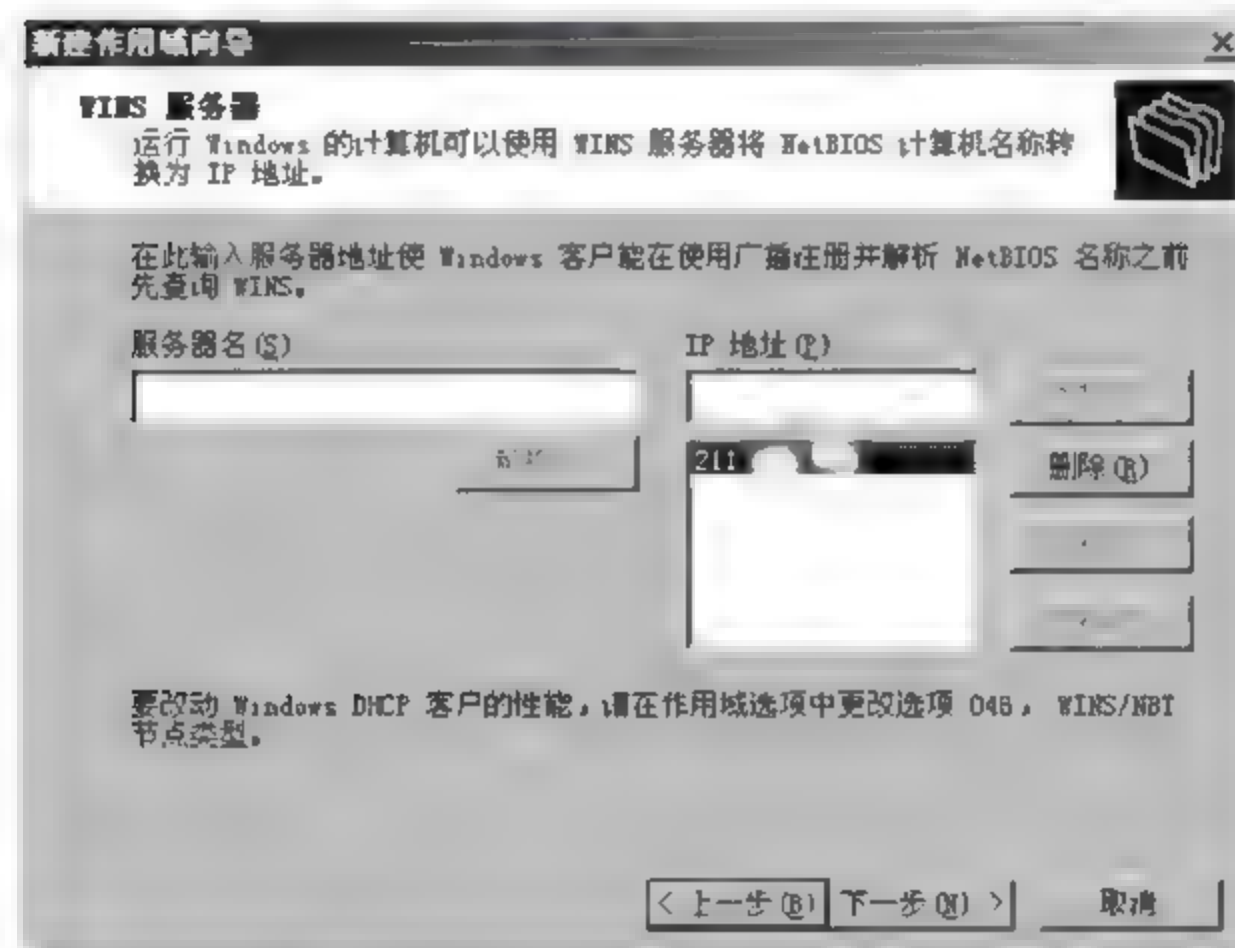 新建作用域向导
WINS 服务器
运行 Windows 的计算机可以使用 WINS 服务器将 NetBIOS 计算机名称转
换为 IP 地址。
在此输入服务器地址使 Windows 客户能在使用广播注册并解析 NetBIOS 名称之前
先查询 WINS。
服务器名(S)
IP 地址(P)
211
删除(R)
要改动 Windows DHCP 客户的性能,请在作用域选项中更改选项 046, WINS/NBT
节点类型。
< 上一步(B)
下一步(N) >
取消